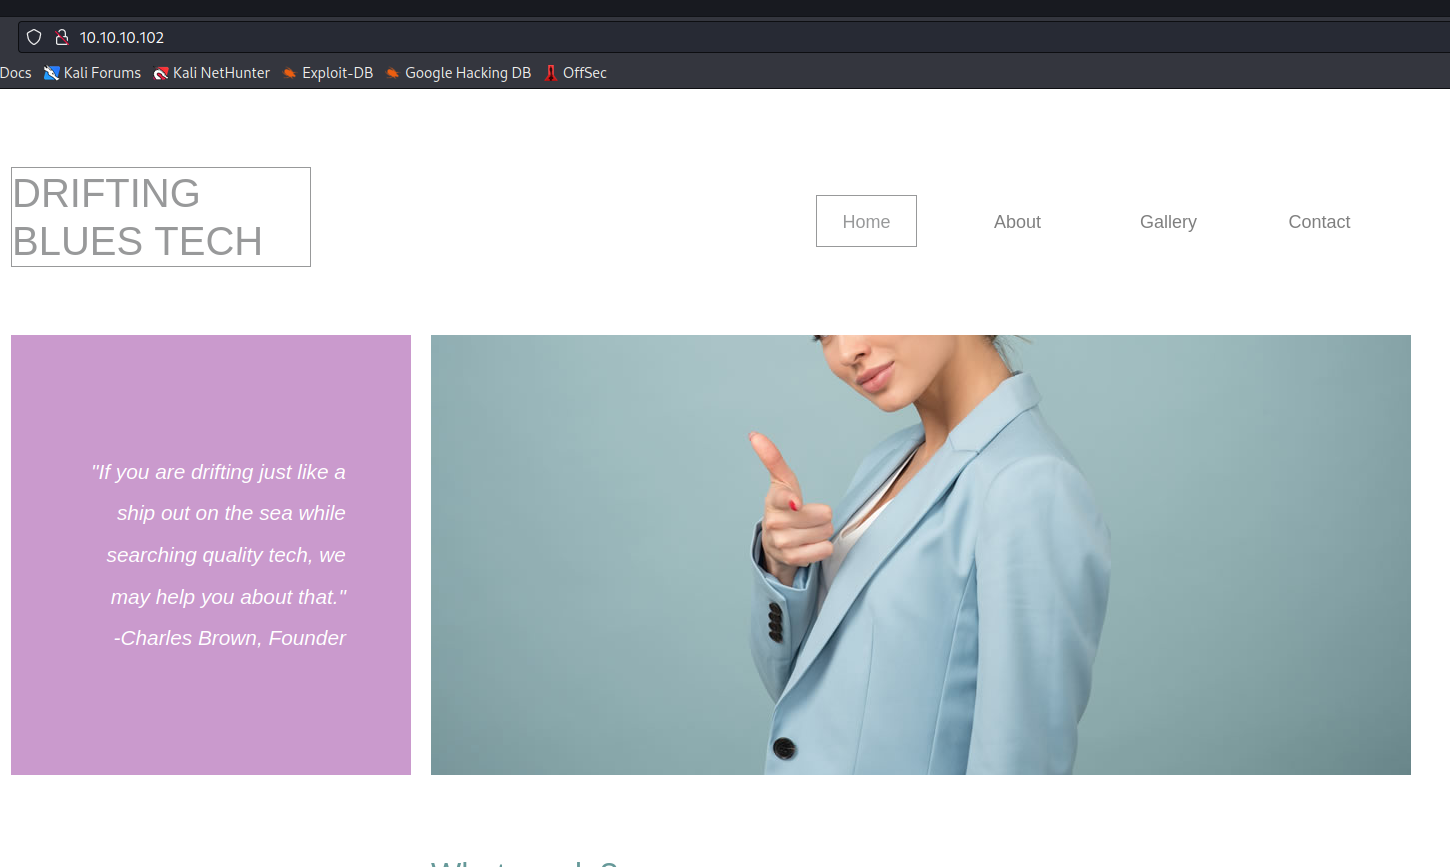 10.10.10.102
Docs Kali Forums Kali NetHunter Exploit-DB Google Hacking DB OffSec
DRIFTING
BLUES TECH
Home About Gallery Contact
"If you are drifting just like a
ship out on the sea while
searching quality tech, we
may help you about that."
-Charles Brown, Founder